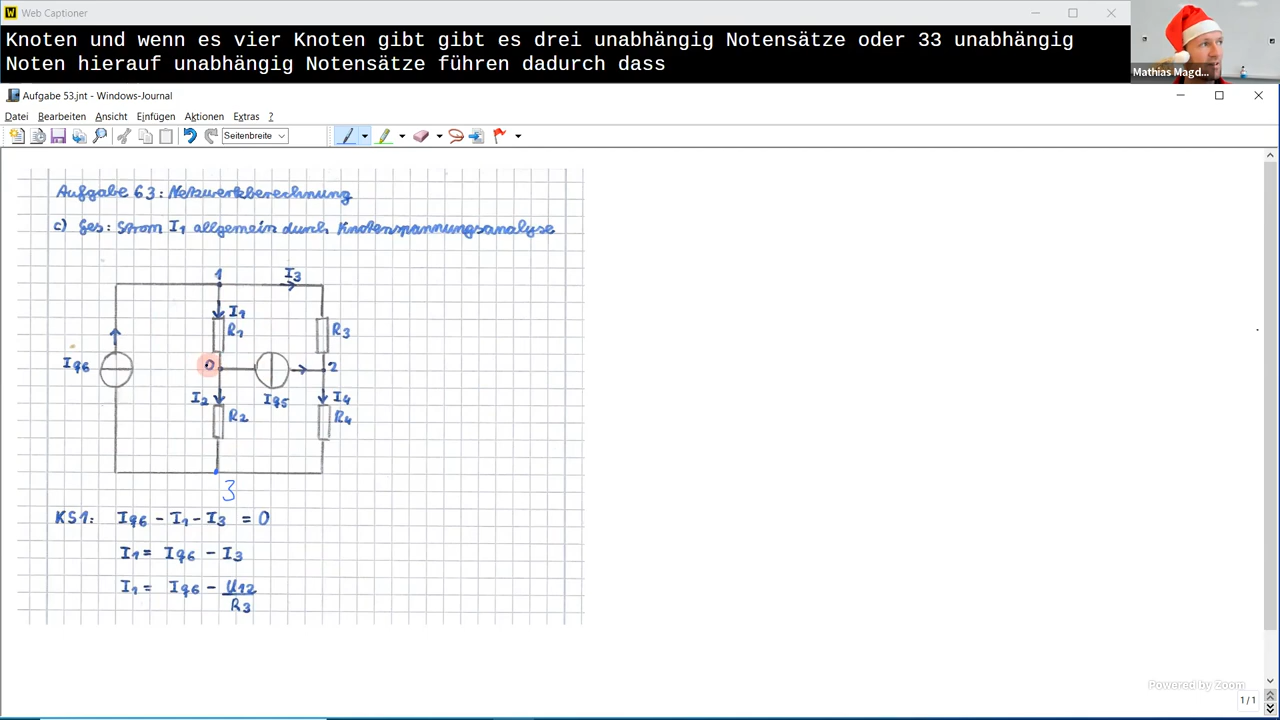 Web Captioner
Knoten und wenn es vier Knoten gibt gibt es drei unabhängig Notensätze oder 33 unabhängig
Noten hierauf unabhängig Notensätze führen dadurch dass
Mathias Magd...
Aufgabe 53.jnt - Windows-Journal
Datei Bearbeiten Ansicht Einfügen Aktionen Extras ?
Seitenbreite
Aufgabe 63: Netzwerkberechnung
c) Ges: Strom I1 allgemein durch Knotenspannungsanalyse
1
I3
I1
R1
R3
Iq6
0
2
I2
Iq5
I4
R2
R4
3
KS1: Iq6 - I1 - I3 = 0
I1 = Iq6 - I3
I1 = Iq6 - U12
R3
Powered by Zoom
1/1